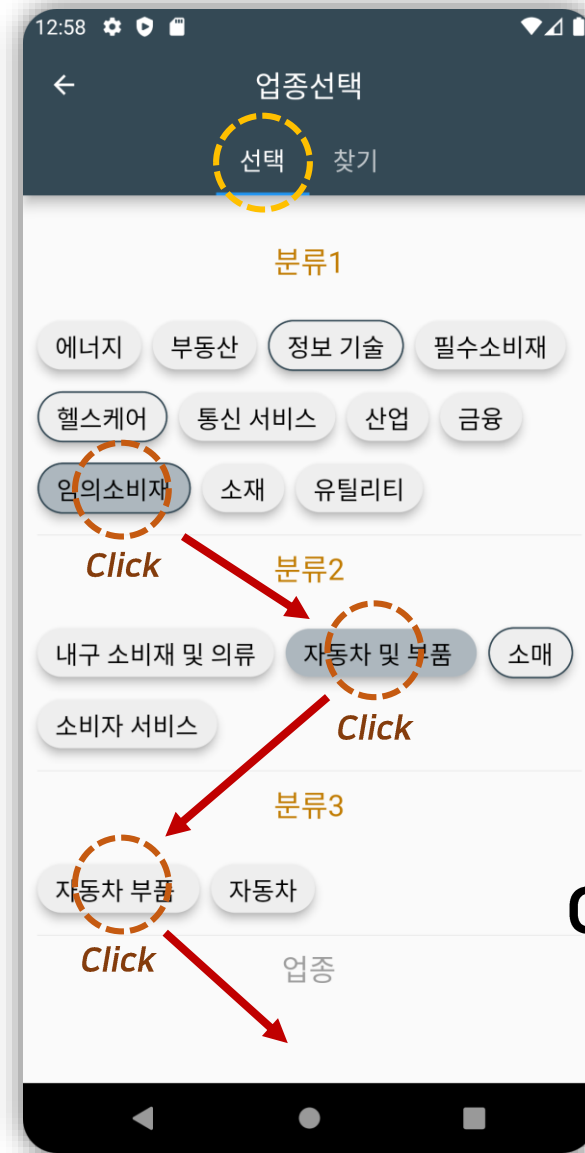 12:58
업종선택
선택 찾기
분류1
에너지 부동산 정보 기술 필수소비재
헬스케어 통신 서비스 산업 금융
임의소비재 소재 유틸리티
Click
분류2
내구 소비재 및 의류 자동차 및 부품 소매
소비자 서비스
Click
분류3
자동차 부품 자동차
Click
업종